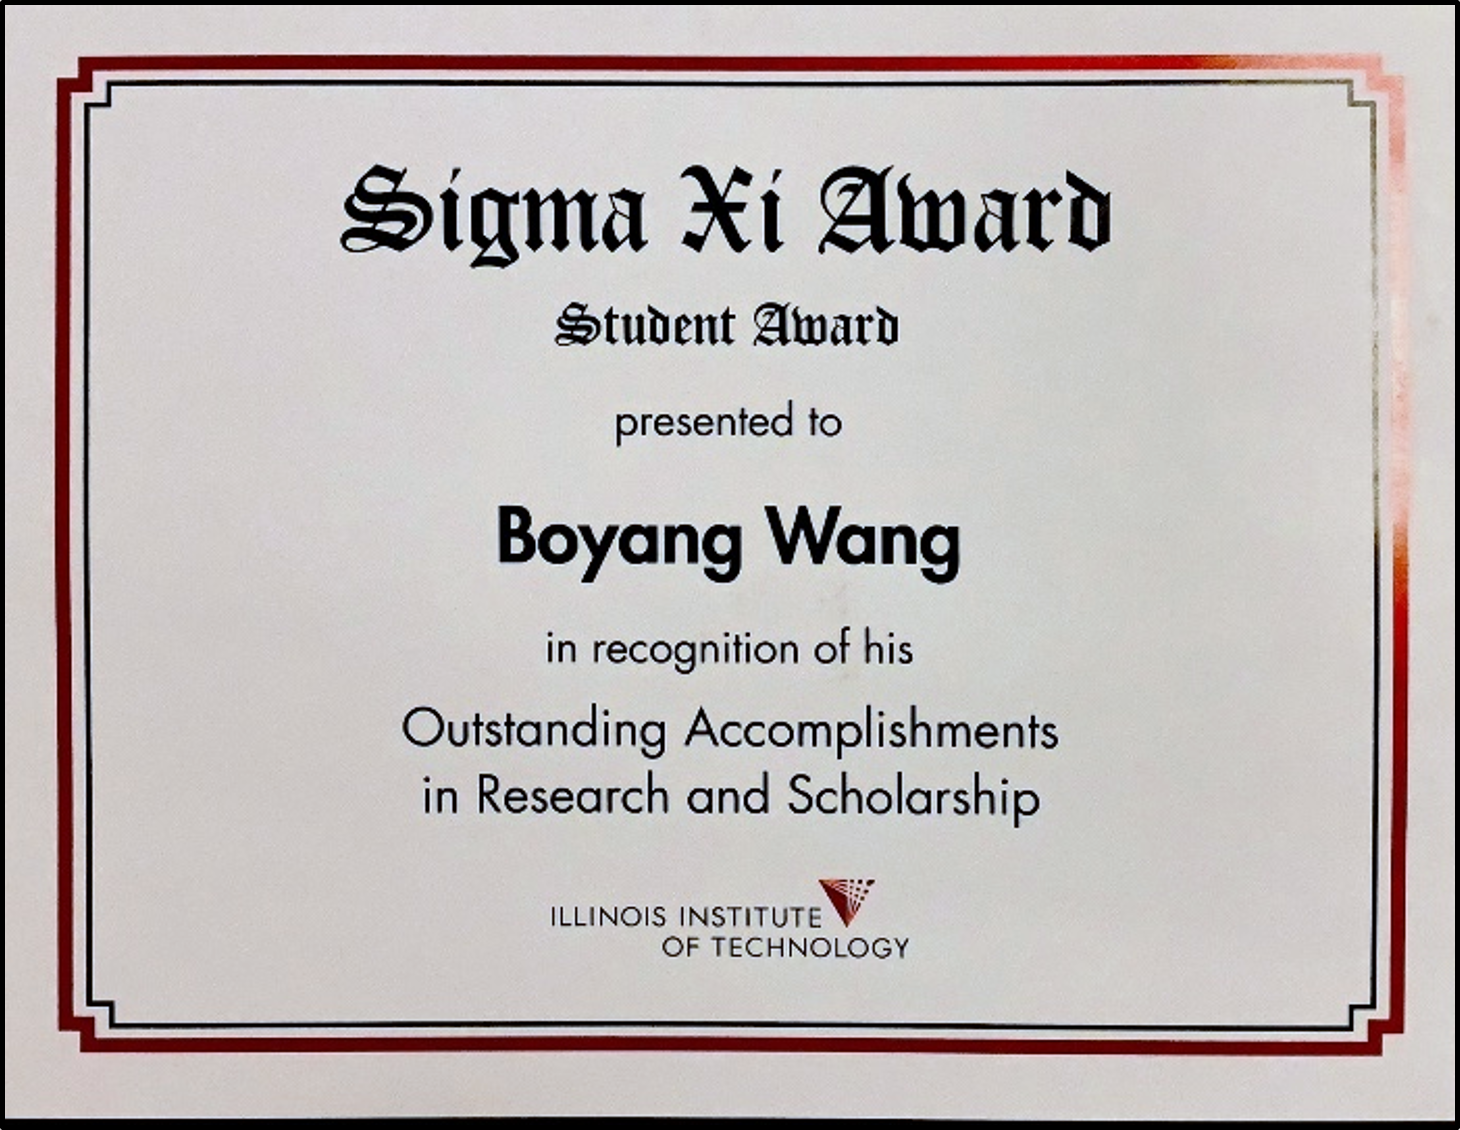 Sigma Xi Award
Student Award
presented to
Boyang Wang
in recognition of his
Outstanding Accomplishments
in Research and Scholarship
ILLINOIS INSTITUTE
OF TECHNOLOGY